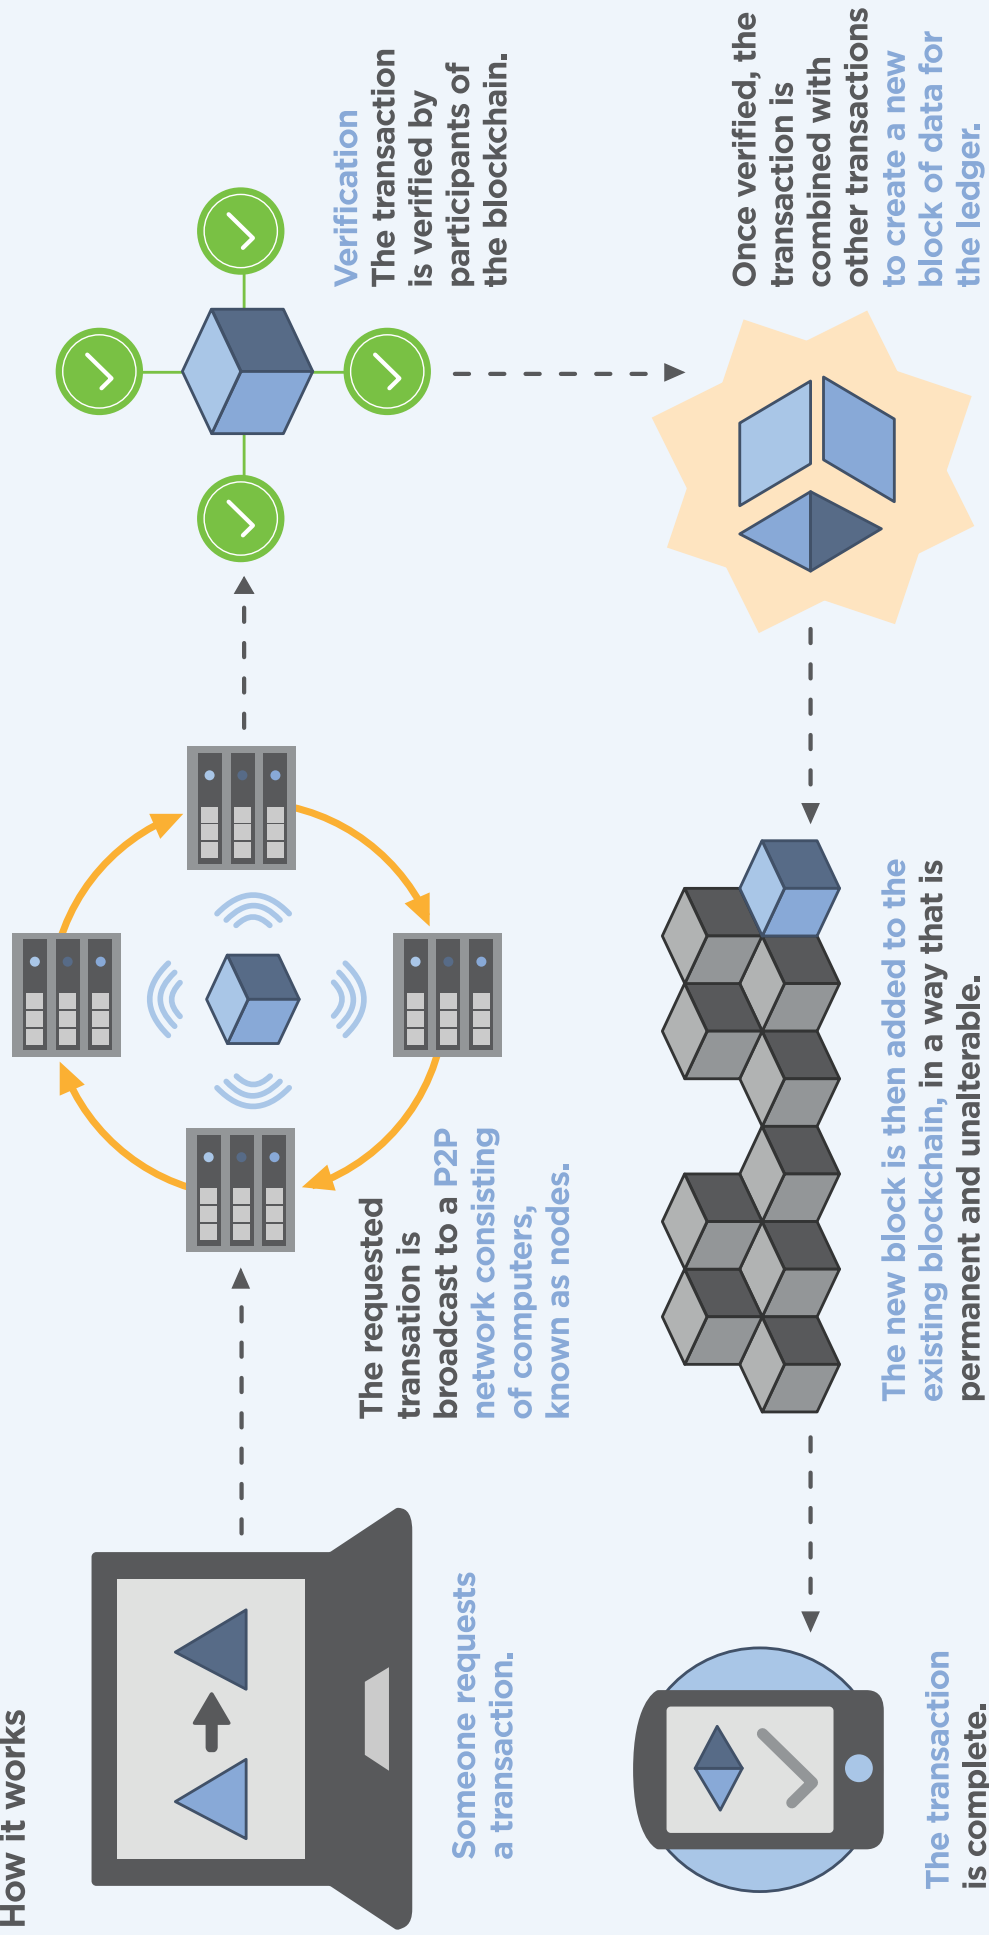 How it works
Someone requests
a transaction.
The requested
transation is
broadcast to a P2P
network consisting
of computers,
known as nodes.
Verification
The transaction
is verified by
participants of
the blockchain.
Once verified, the
transaction is
combined with
other transactions
to create a new
block of data for
the ledger.
The new block is then added to the
existing blockchain, in a way that is
permanent and unalterable.
The transaction
is complete.